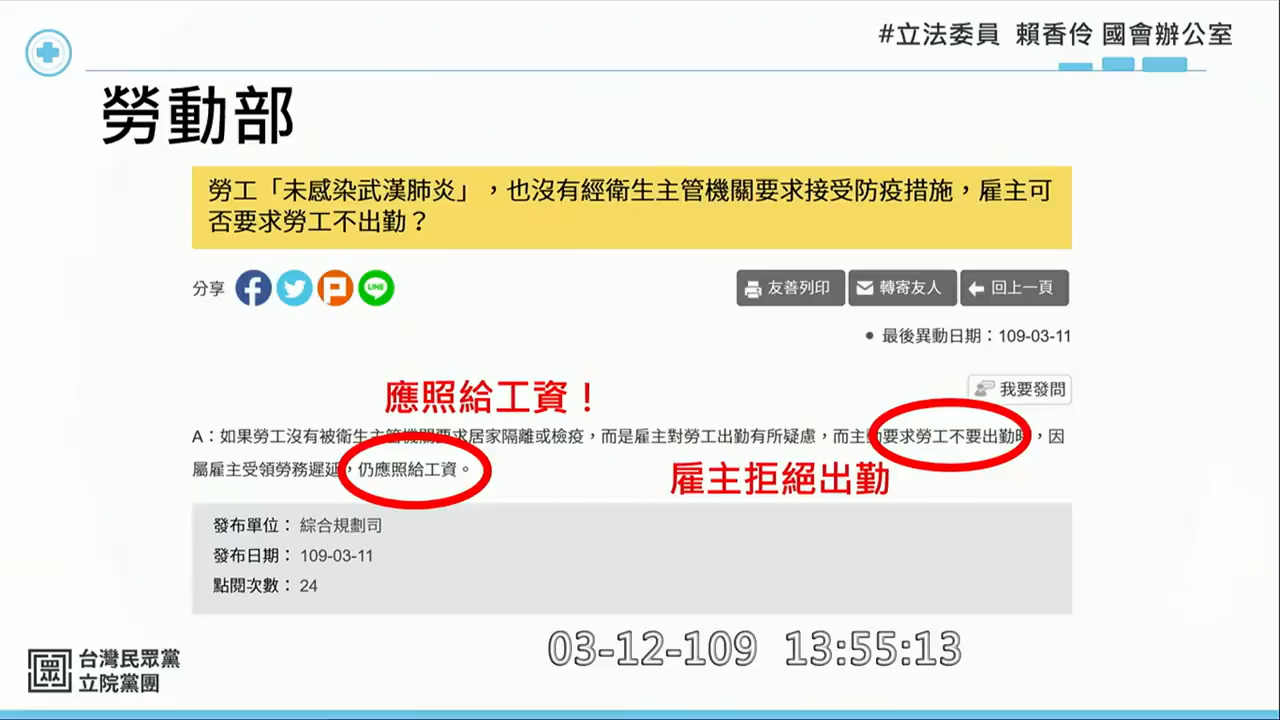 #立法委員 賴香伶 國會辦公室
勞動部
勞工「未感染武漢肺炎」，也沒有經衛生主管機關要求接受防疫措施，雇主可
否要求勞工不出勤？
分享
LINE
友善列印
轉寄友人
回上一頁
最後異動日期：109-03-11
我要發問
應照給工資！
A：如果勞工沒有被衛生主管機關要求居家隔離或檢疫，而是雇主對勞工出勤有所疑慮，而主動要求勞工不要出勤時，因
屬雇主受領勞務遲延，仍應照給工資。
雇主拒絕出勤
發布單位： 綜合規劃司
發布日期： 109-03-11
點閱次數： 24
03-12-109 13:55:13
眾
台灣民眾黨
立院黨團